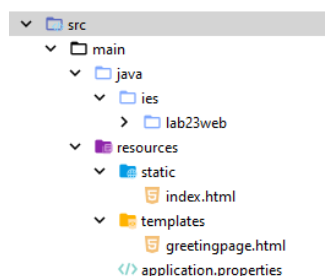 src
main
java
ies
lab23web
resources
static
index.html
templates
greetingpage.html
application.properties